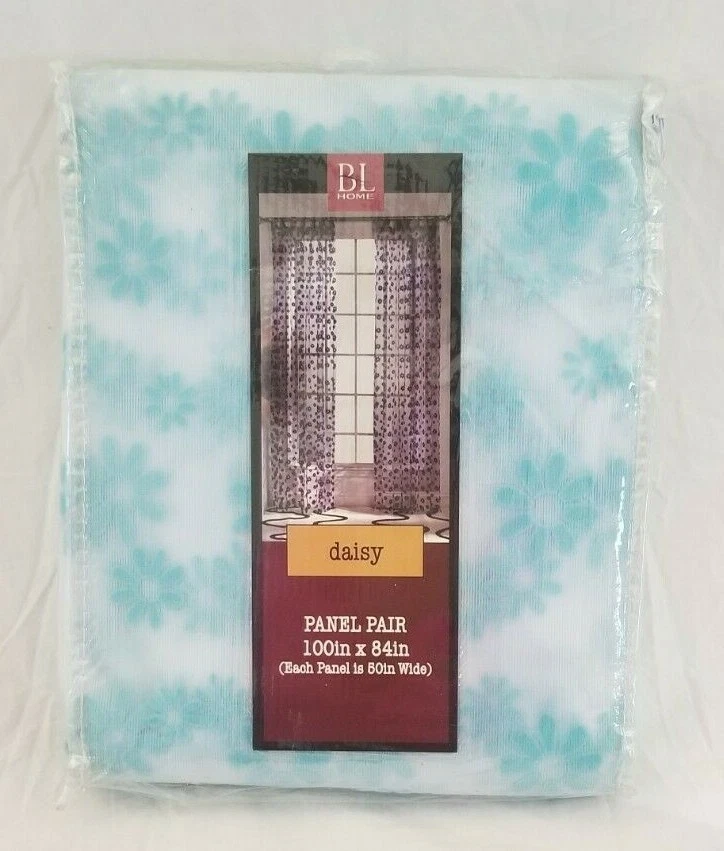 BL
HOME
daisy
PANEL PAIR
100in x 84in
(Each Panel is 50in Wide)